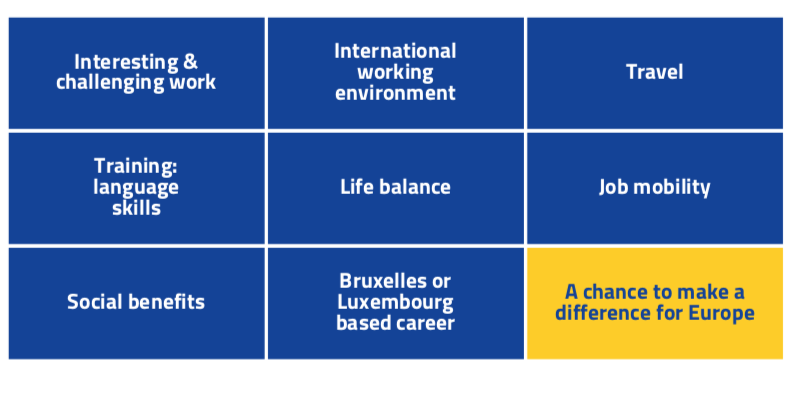 Interesting &
challenging work
International
working
environment
Travel
Training:
language
skills
Life balance
Job mobility
Social benefits
Bruxelles or
Luxembourg
based career
A chance to make a
difference for Europe